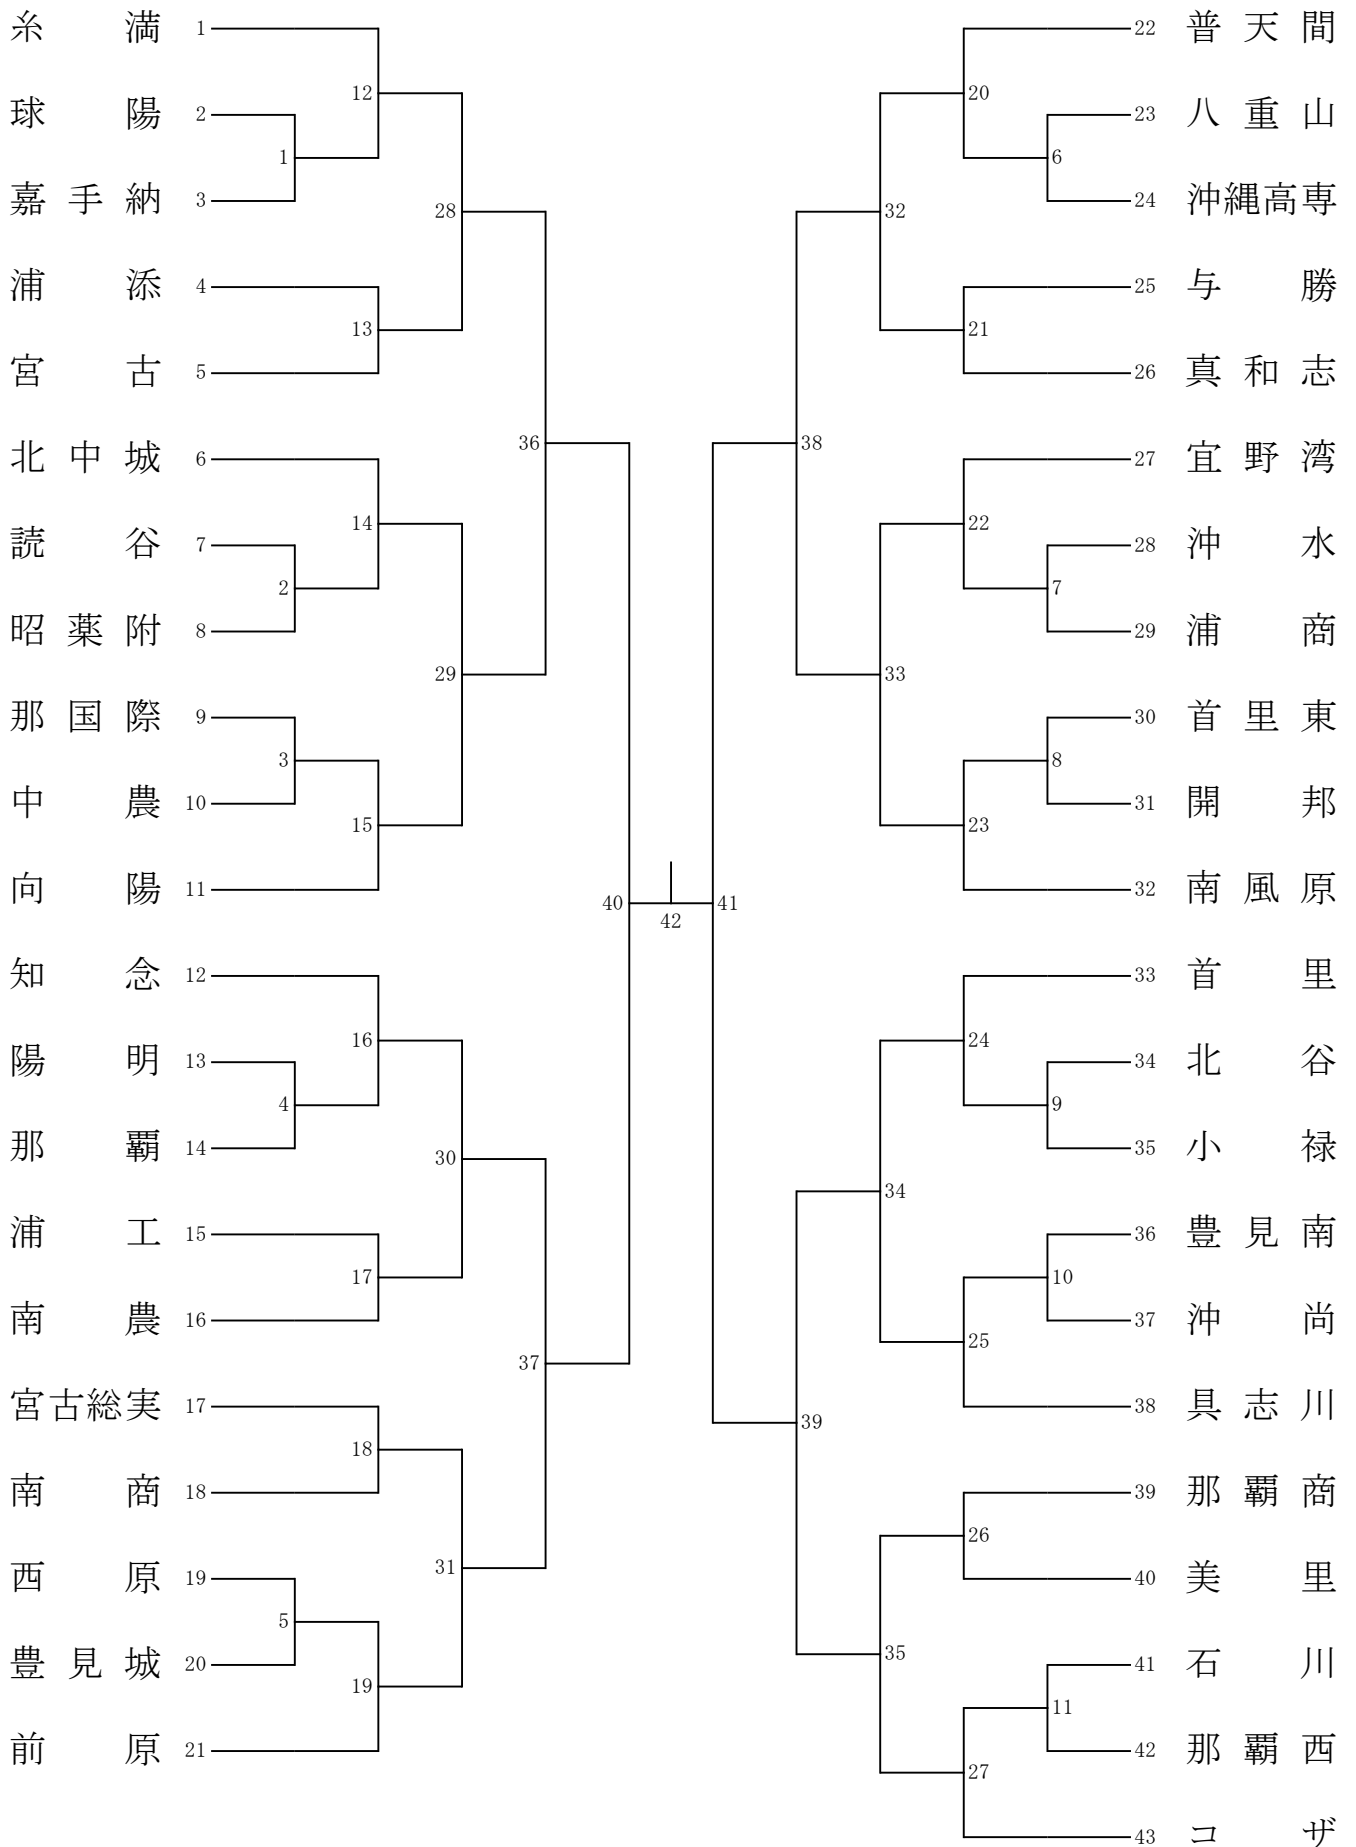 糸満 1
球陽 2
嘉手納 3
浦添 4
宮古 5
北中城 6
読谷 7
昭薬附 8
那国際 9
中農 10
向陽 11
知念 12
陽明 13
那覇 14
浦工 15
南農 16
宮古総実 17
南商 18
西原 19
豊見城 20
前原 21
1
2
3
4
5
12
13
14
15
16
17
18
19
28
29
30
31
36
37
40
42
41
38
39
32
33
34
35
20
21
22
23
24
25
26
27
6
7
8
9
10
11
22 普天間
23 八重山
24 沖縄高専
25 与勝
26 真和志
27 宜野湾
28 沖水
29 浦商
30 首里東
31 開邦
32 南風原
33 首里
34 北谷
35 小禄
36 豊見南
37 沖尚
38 具志川
39 那覇商
40 美里
41 石川
42 那覇西
43 コザ